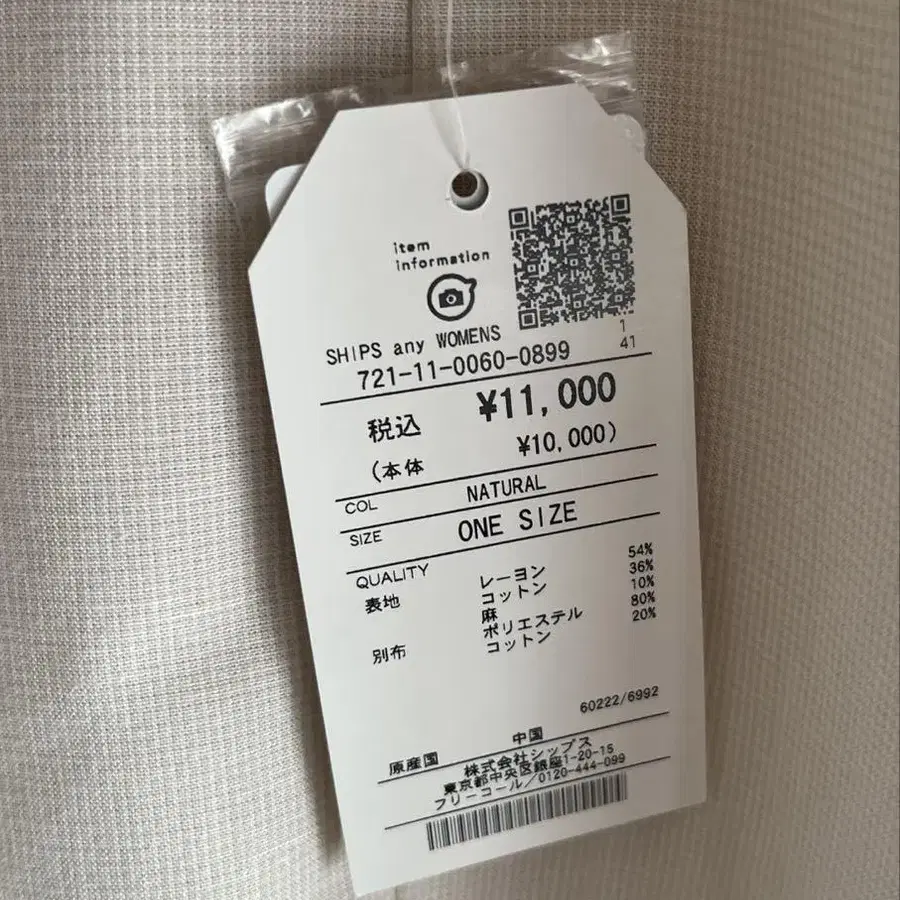 item
information
SHIPS any WOMENS
1
721-11-0060-0899
41
税込 ¥11,000
(本体 ¥10,000)
COL NATURAL
SIZE ONE SIZE
QUALITY
表地 レーヨン 54%
コットン 36%
麻 10%
別布 ポリエステル 80%
コットン 20%
60222/6992
原産国 中国
株式会社シップス
東京都中央区銀座1-20-15
フリーコール/0120-444-099